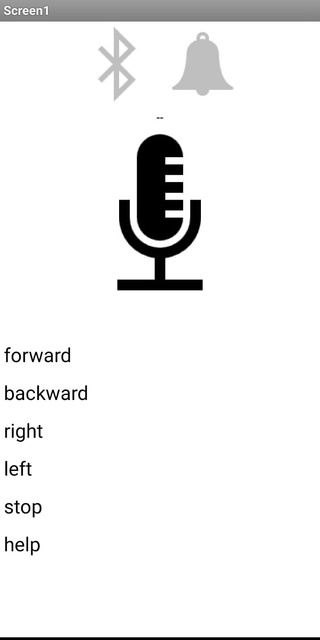 Screen1
--
forward
backward
right
left
stop
help